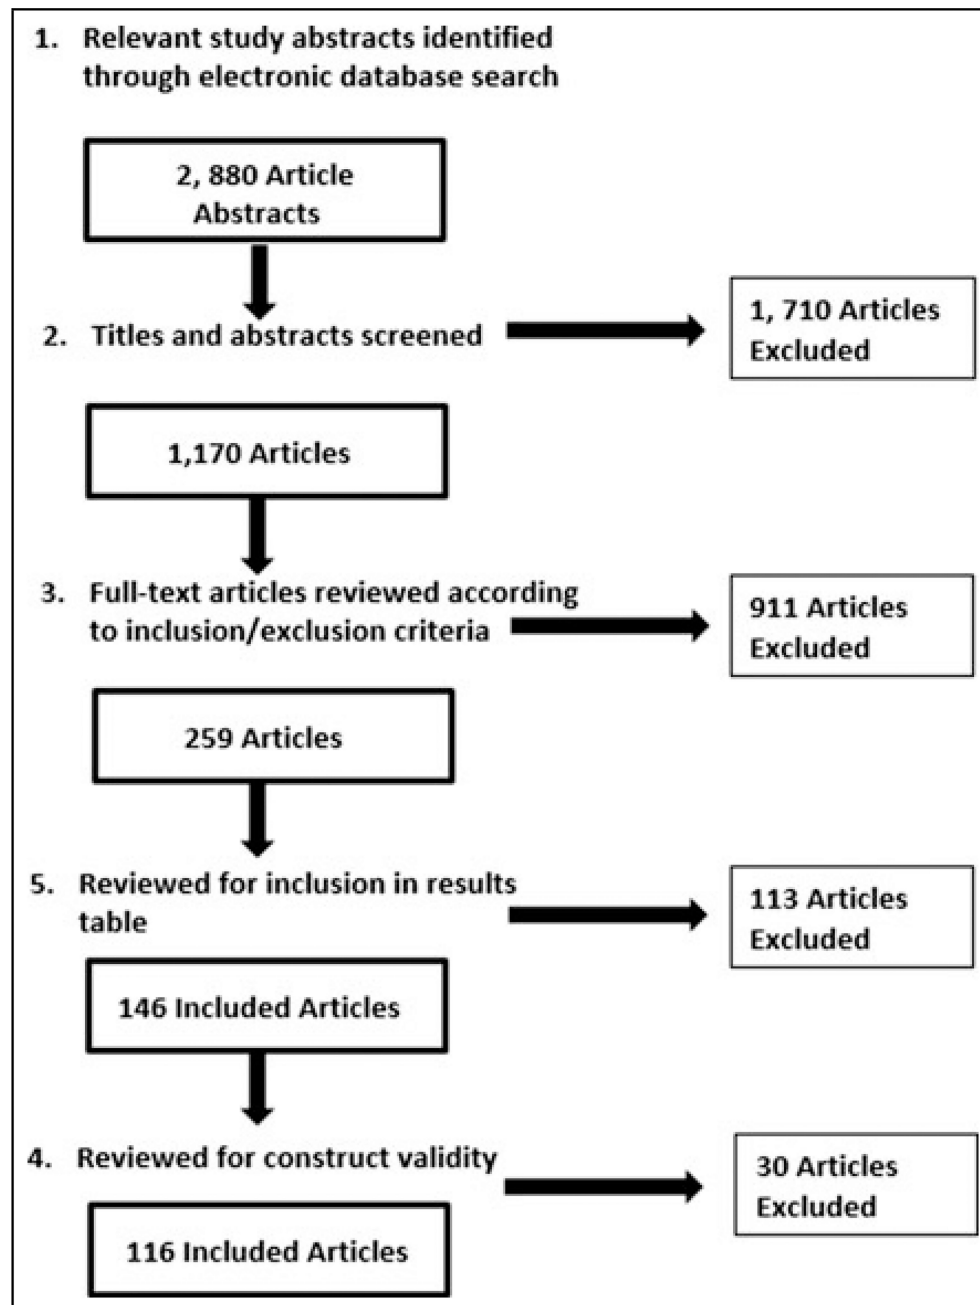 1. Relevant study abstracts identified
through electronic database search
2, 880 Article
Abstracts
2. Titles and abstracts screened
1, 710 Articles
Excluded
1,170 Articles
3. Full-text articles reviewed according
to inclusion/exclusion criteria
911 Articles
Excluded
259 Articles
5. Reviewed for inclusion in results
table
113 Articles
Excluded
146 Included Articles
4. Reviewed for construct validity
30 Articles
Excluded
116 Included Articles